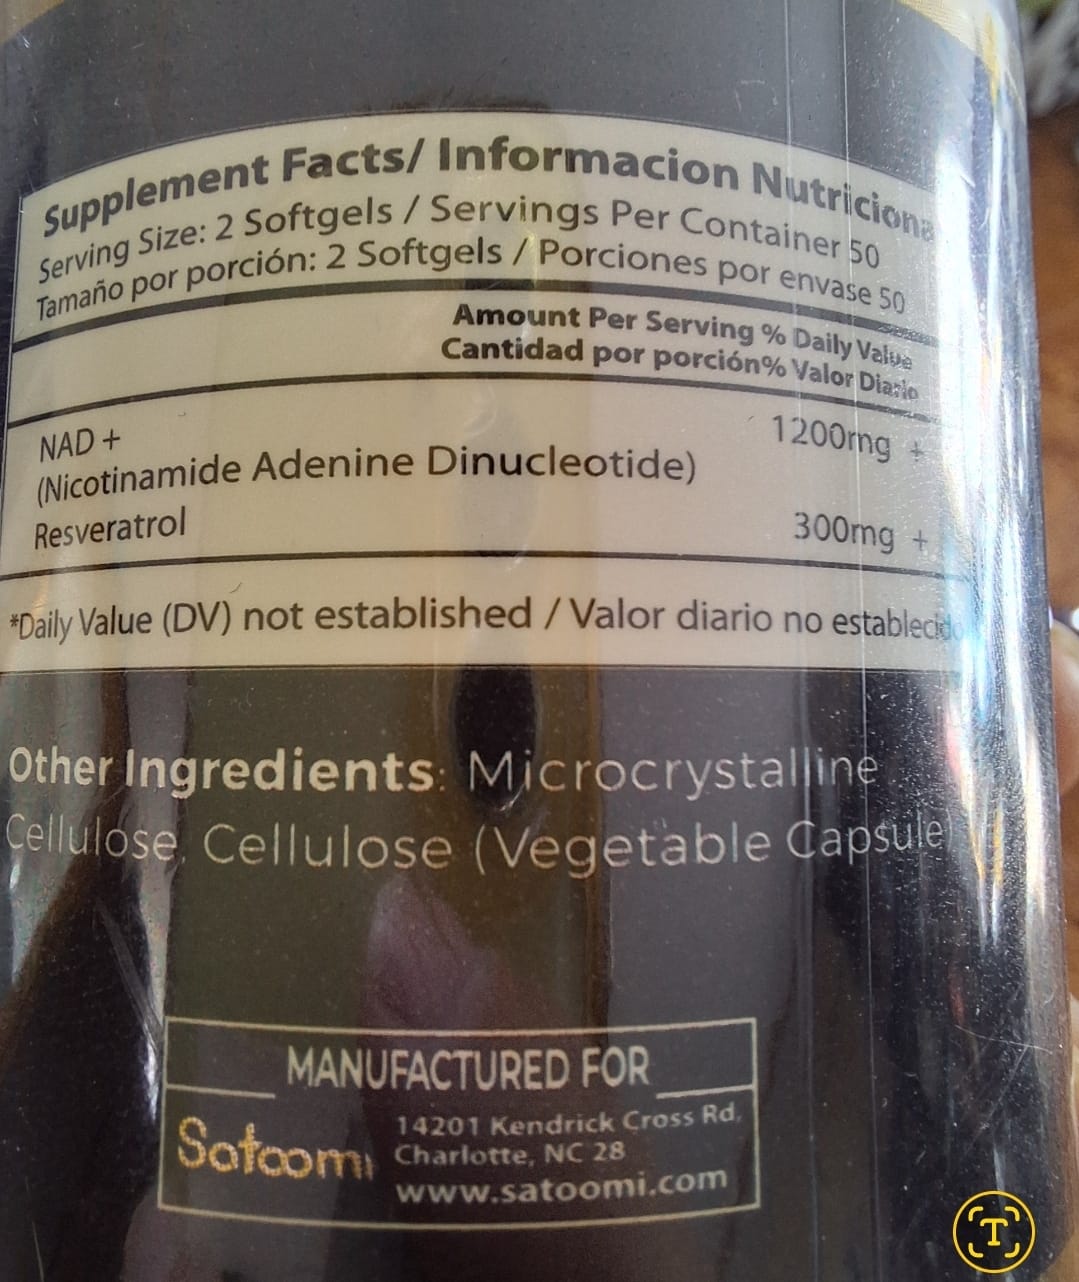 Supplement Facts/ Informacion Nutriciona
Serving Size: 2 Softgels / Servings Per Container 50
Tamaño por porción: 2 Softgels / Porciones por envase 50
Amount Per Serving % Daily Value
Cantidad por porción% Valor Diario
NAD + 1200mg +
(Nicotinamide Adenine Dinucleotide)
Resveratrol 300mg +
*Daily Value (DV) not established / Valor diario no establecido
Other Ingredients: Microcrystalline
Cellulose, Cellulose (Vegetable Capsule)
MANUFACTURED FOR
Satoomi
14201 Kendrick Cross Rd,
Charlotte, NC 28
www.satoomi.com